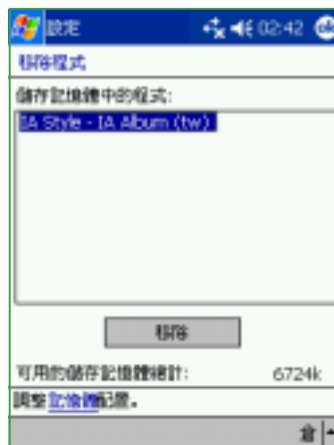 設定 02:42 ok
移除程式
儲存記憶體中的程式:
IA Style - IA Album (tw)
移除
可用的儲存記憶體總計: 6724k
調整記憶體配置。
倉